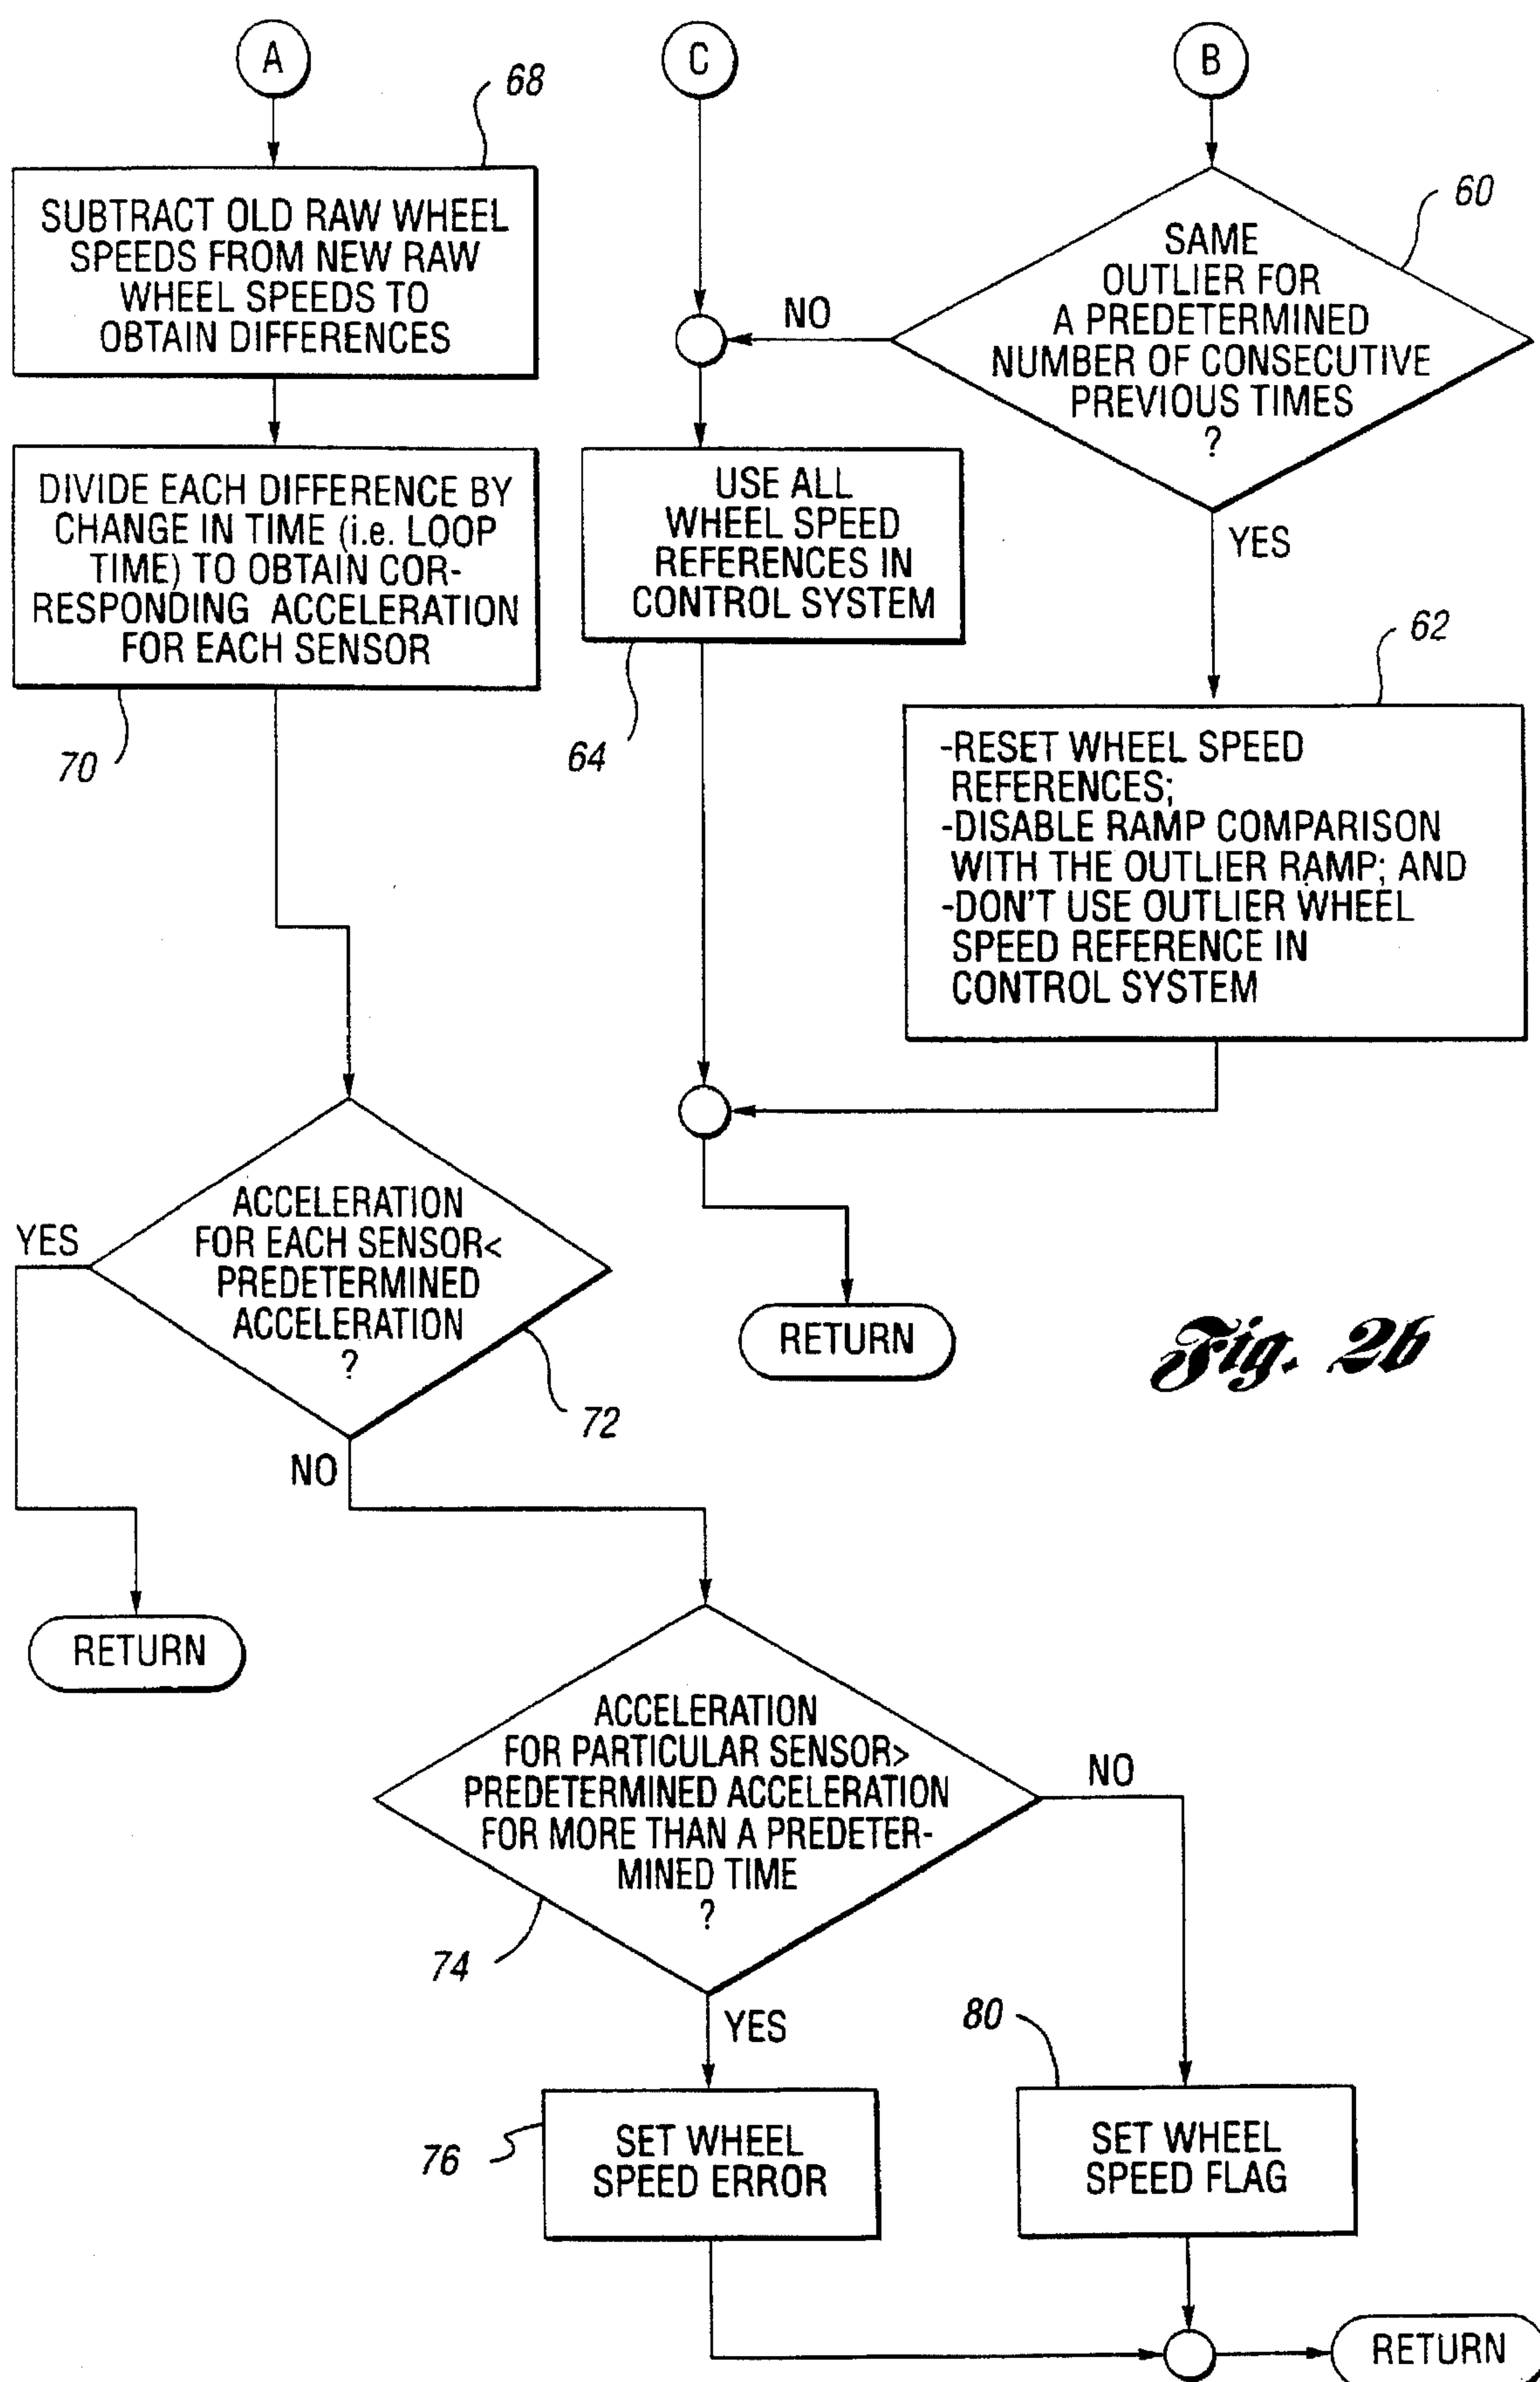 A
C
B
68
SUBTRACT OLD RAW WHEEL
SPEEDS FROM NEW RAW
WHEEL SPEEDS TO
OBTAIN DIFFERENCES
60
SAME
OUTLIER FOR
A PREDETERMINED
NUMBER OF CONSECUTIVE
PREVIOUS TIMES
?
NO
YES
DIVIDE EACH DIFFERENCE BY
CHANGE IN TIME (i.e. LOOP
TIME) TO OBTAIN COR-
RESPONDING ACCELERATION
FOR EACH SENSOR
70
USE ALL
WHEEL SPEED
REFERENCES IN
CONTROL SYSTEM
64
62
-RESET WHEEL SPEED
REFERENCES;
-DISABLE RAMP COMPARISON
WITH THE OUTLIER RAMP; AND
-DON'T USE OUTLIER WHEEL
SPEED REFERENCE IN
CONTROL SYSTEM
YES
ACCELERATION
FOR EACH SENSOR<
PREDETERMINED
ACCELERATION
?
72
NO
RETURN
Fig. 2b
RETURN
ACCELERATION
FOR PARTICULAR SENSOR>
PREDETERMINED ACCELERATION
FOR MORE THAN A PREDETER-
MINED TIME
?
NO
74
YES
80
76
SET WHEEL
SPEED ERROR
SET WHEEL
SPEED FLAG
RETURN